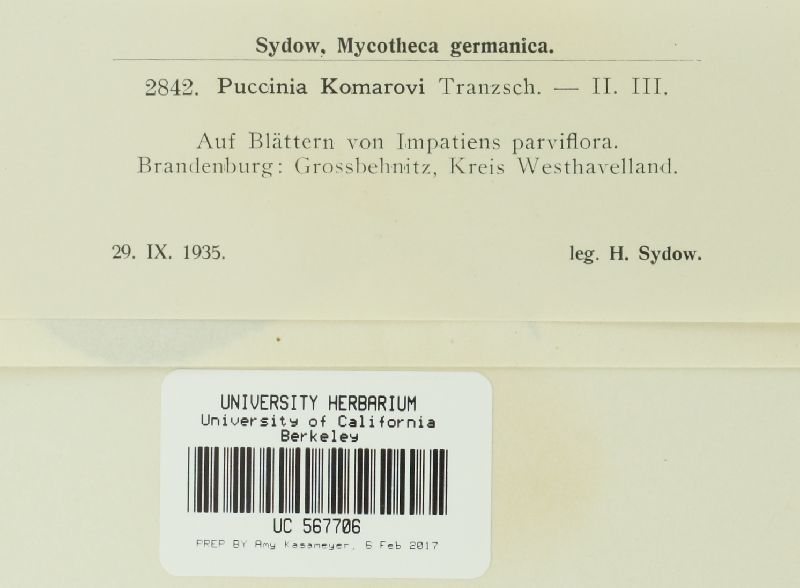 Sydow, Mycotheca germanica.
2842. Puccinia Komarovi Tranzsch. — II. III.
Auf Blättern von Impatiens parviflora.
Brandenburg: Grossbehnitz, Kreis Westhavelland.
29. IX. 1935. leg. H. Sydow.
UNIVERSITY HERBARIUM
University of California
Berkeley
UC 567706
PREP BY Amy Kasameyer, 6 Feb 2017